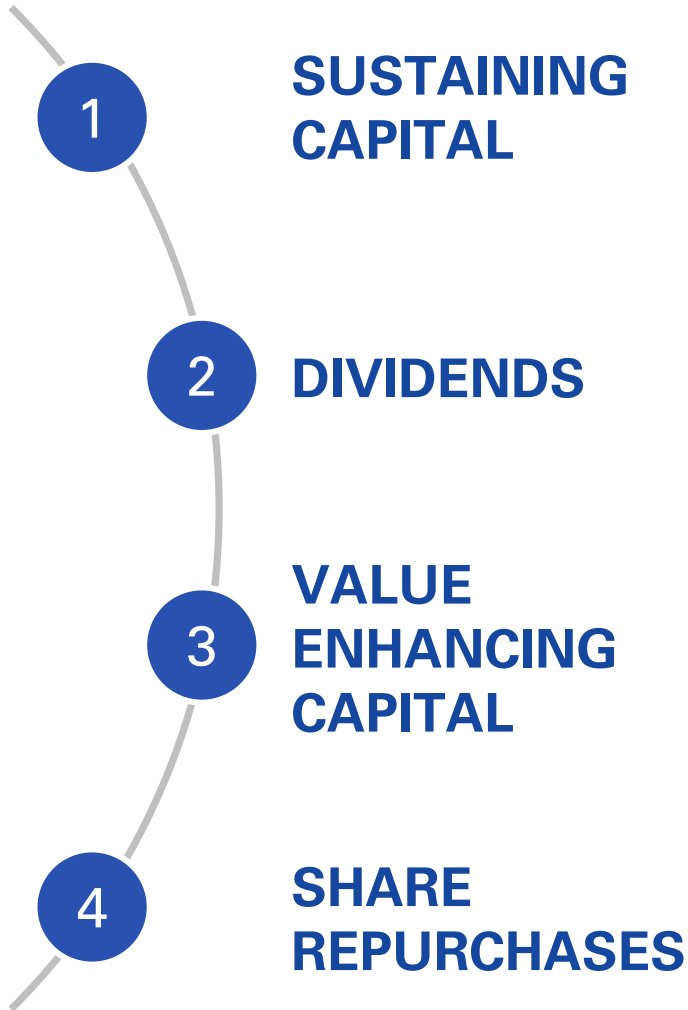 1
SUSTAINING
CAPITAL
2
DIVIDENDS
3
VALUE
ENHANCING
CAPITAL
4
SHARE
REPURCHASES